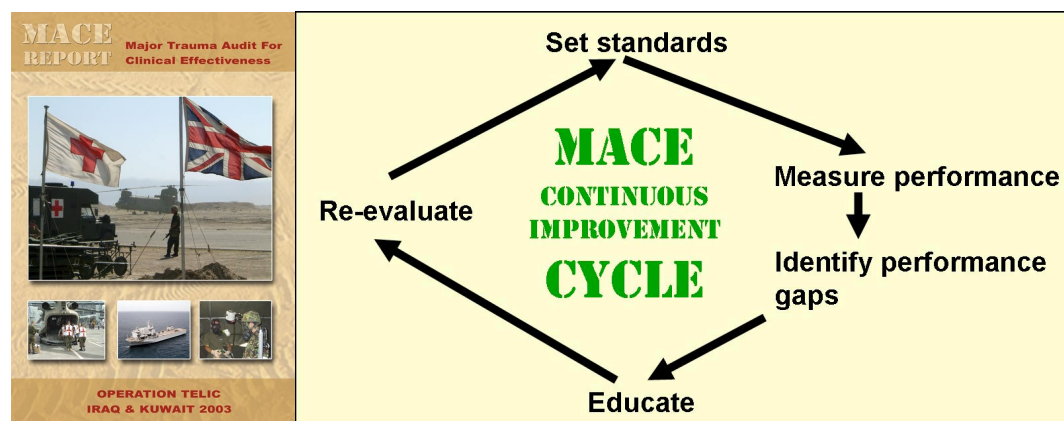 MACE
REPORT
Major Trauma Audit For
Clinical Effectiveness
OPERATION TELIC
IRAQ & KUWAIT 2003
Set standards
Measure performance
Identify performance
gaps
Educate
Re-evaluate
MACE
CONTINUOUS
IMPROVEMENT
CYCLE